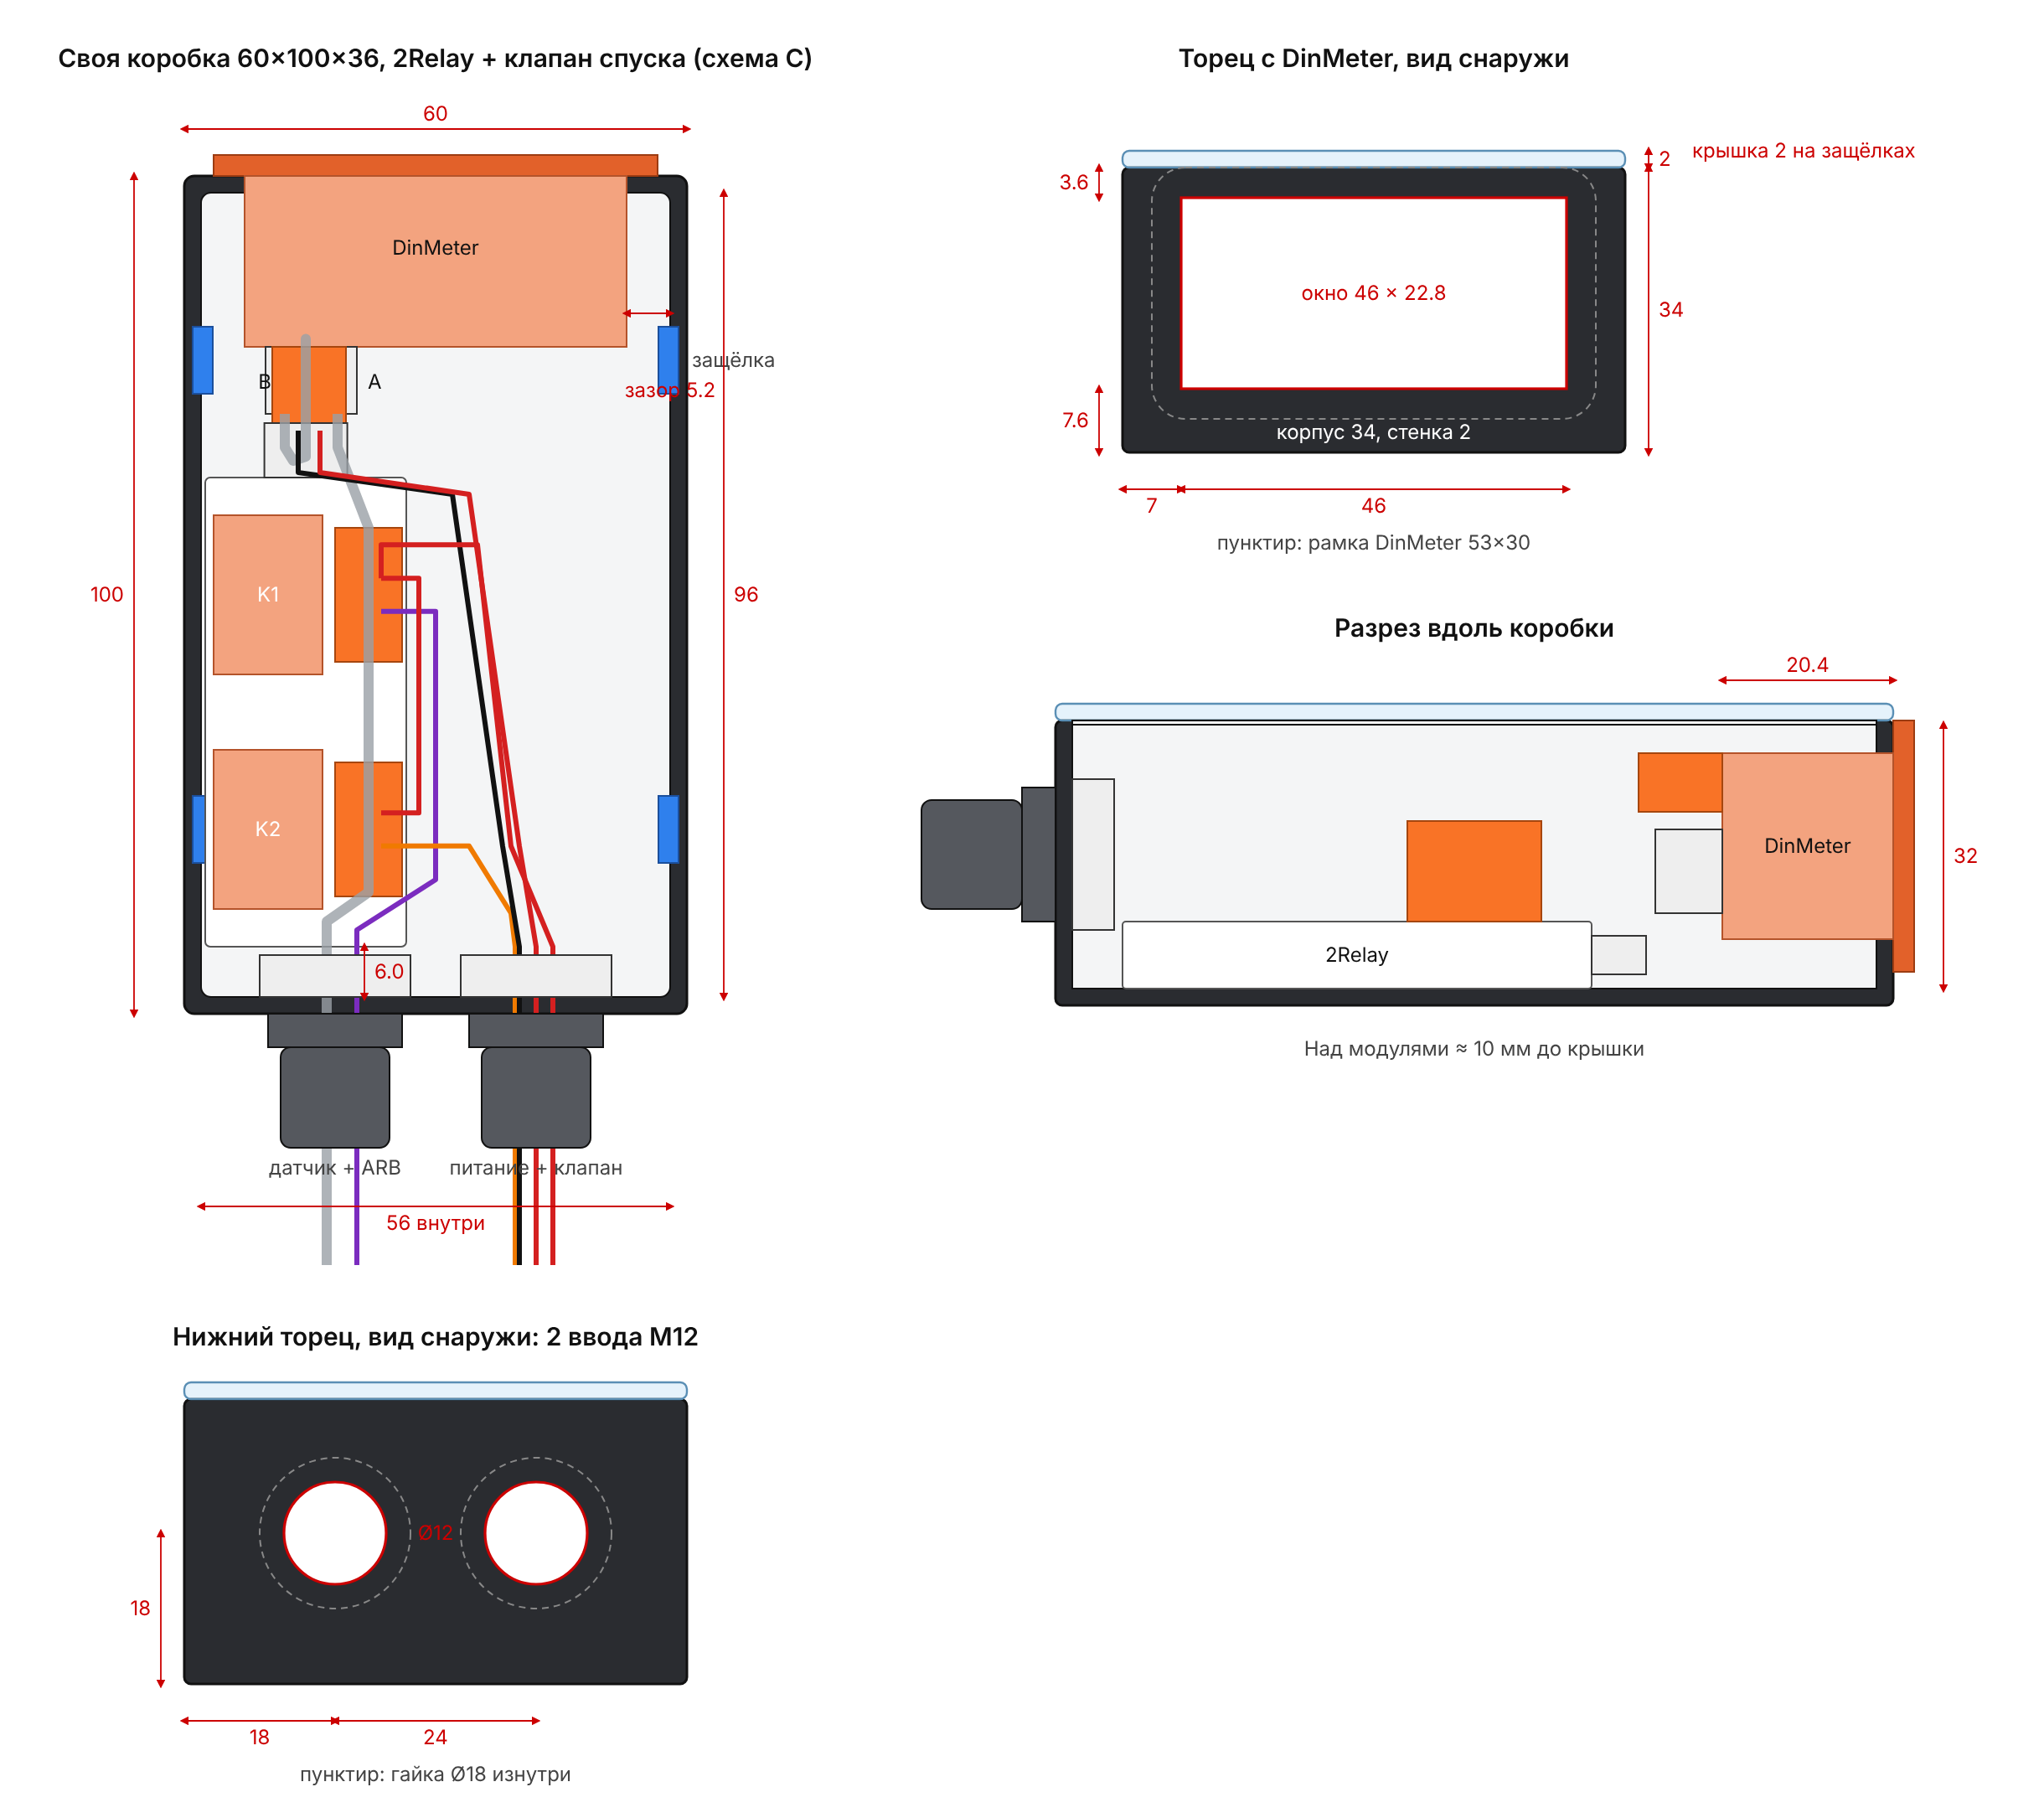 Своя коробка 60×100×36, 2Relay + клапан спуска (схема C)
60
DinMeter
B
A
защёлка
зазор 5.2
100
96
K1
K2
6.0
датчик + ARB
питание + клапан
56 внутри
Торец с DinMeter, вид снаружи
2
крышка 2 на защёлках
3.6
окно 46 × 22.8
34
7.6
корпус 34, стенка 2
7
46
пунктир: рамка DinMeter 53×30
Разрез вдоль коробки
20.4
DinMeter
32
2Relay
Над модулями ≈ 10 мм до крышки
Нижний торец, вид снаружи: 2 ввода M12
Ø12
18
18
24
пунктир: гайка Ø18 изнутри